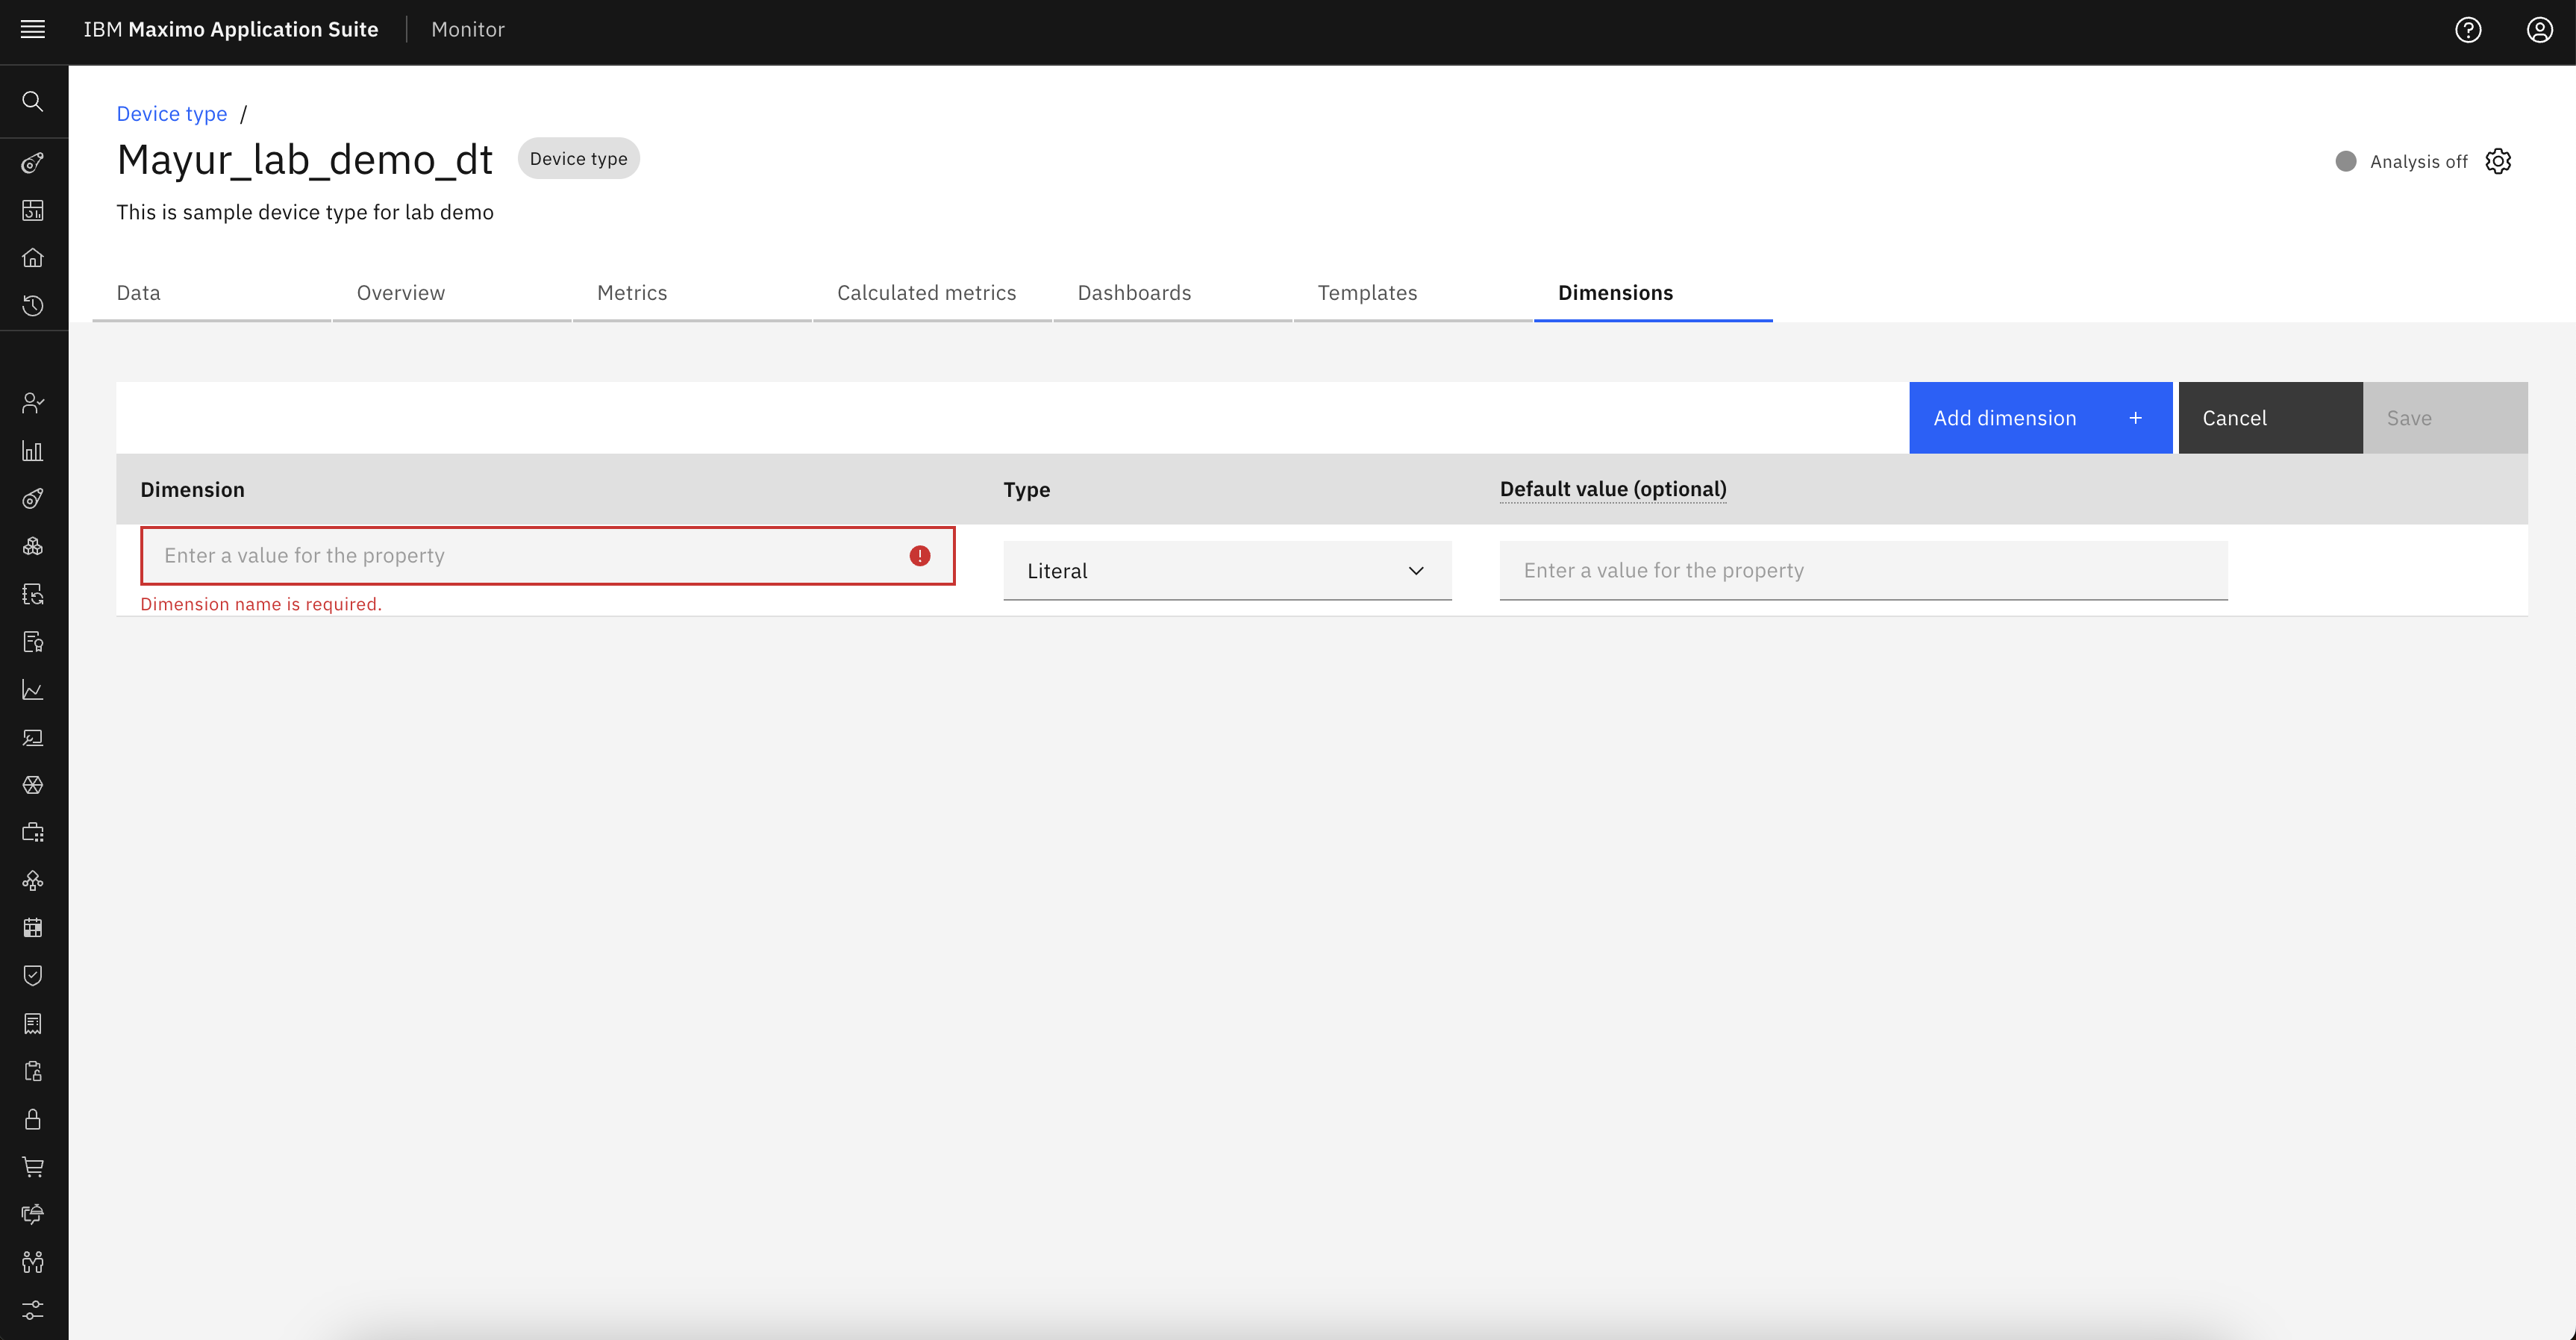 IBM Maximo Application Suite Monitor
Device type /
Mayur_lab_demo_dt Device type
Analysis off
This is sample device type for lab demo
Data Overview Metrics Calculated metrics Dashboards Templates Dimensions
Add dimension + Cancel Save
Dimension Type Default value (optional)
Enter a value for the property Literal Enter a value for the property
Dimension name is required.